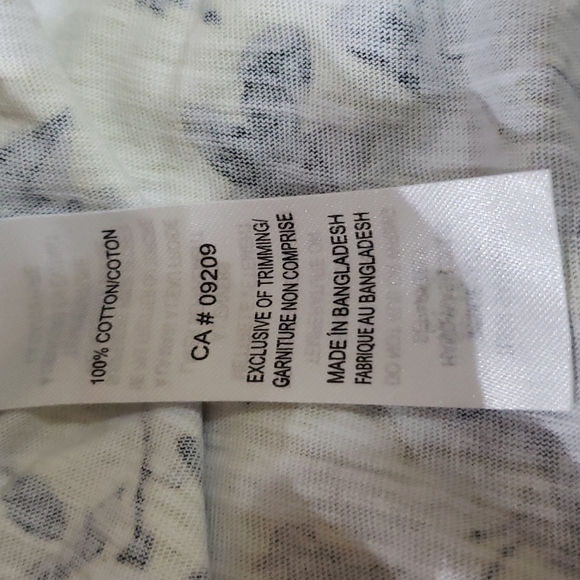 100% COTTON/COTON
CA # 09209
EXCLUSIVE OF TRIMMING/
GARNITURE NON COMPRISE
MADE IN BANGLADESH
FABRIQUE AU BANGLADESH